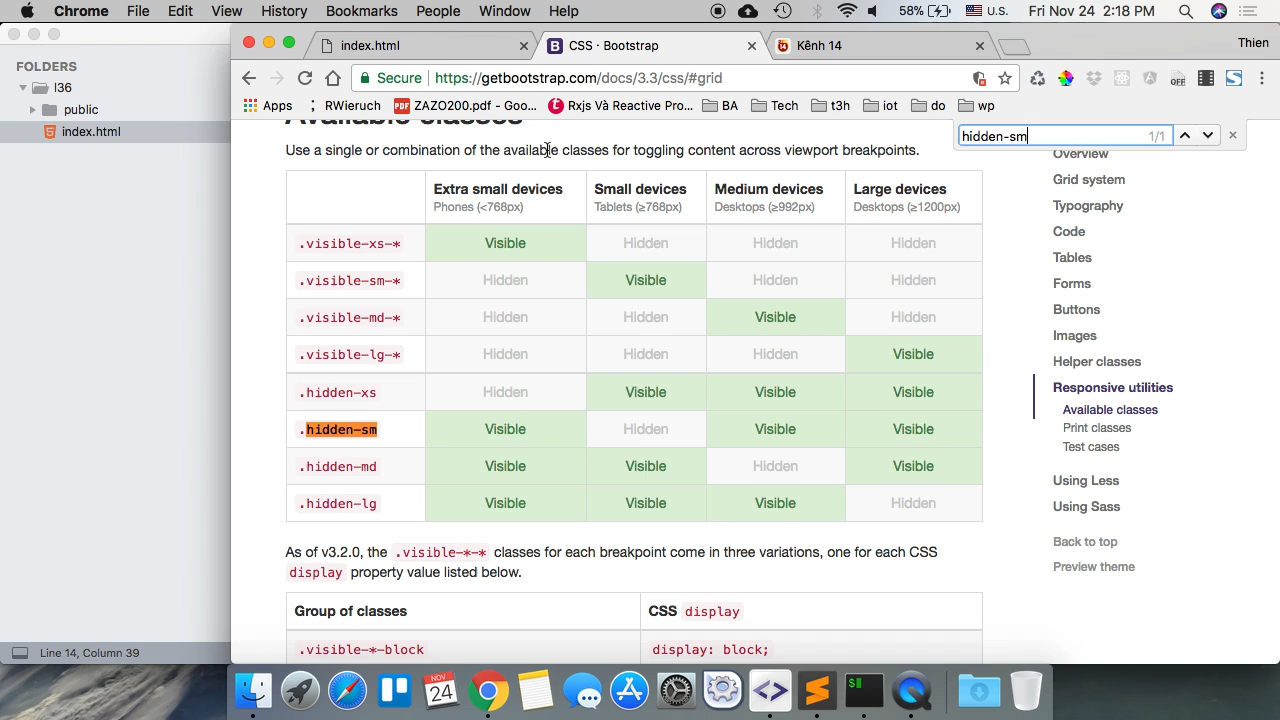 Chrome File Edit View History Bookmarks People Window Help 58% U.S. Fri Nov 24 2:18 PM
index.html CSS · Bootstrap Kênh 14 Thien
FOLDERS
l36
public
index.html
Secure https://getbootstrap.com/docs/3.3/css/#grid OFF
Apps RWieruch PDF ZAZO200.pdf - Goo... Rxjs Và Reactive Pro... BA Tech t3h iot do wp
hidden-sm 1/1
Available classes
Use a single or combination of the available classes for toggling content across viewport breakpoints.
Extra small devices Small devices Medium devices Large devices
Phones (<768px) Tablets (≥768px) Desktops (≥992px) Desktops (≥1200px)
.visible-xs-* Visible Hidden Hidden Hidden
.visible-sm-* Hidden Visible Hidden Hidden
.visible-md-* Hidden Hidden Visible Hidden
.visible-lg-* Hidden Hidden Hidden Visible
.hidden-xs Hidden Visible Visible Visible
.hidden-sm Visible Hidden Visible Visible
.hidden-md Visible Visible Hidden Visible
.hidden-lg Visible Visible Visible Hidden
As of v3.2.0, the .visible-*-* classes for each breakpoint come in three variations, one for each CSS
display property value listed below.
Group of classes CSS display
.visible-*-block display: block;
Overview
Grid system
Typography
Code
Tables
Forms
Buttons
Images
Helper classes
Responsive utilities
Available classes
Print classes
Test cases
Using Less
Using Sass
Back to top
Preview theme
Line 14, Column 39
NOV
24